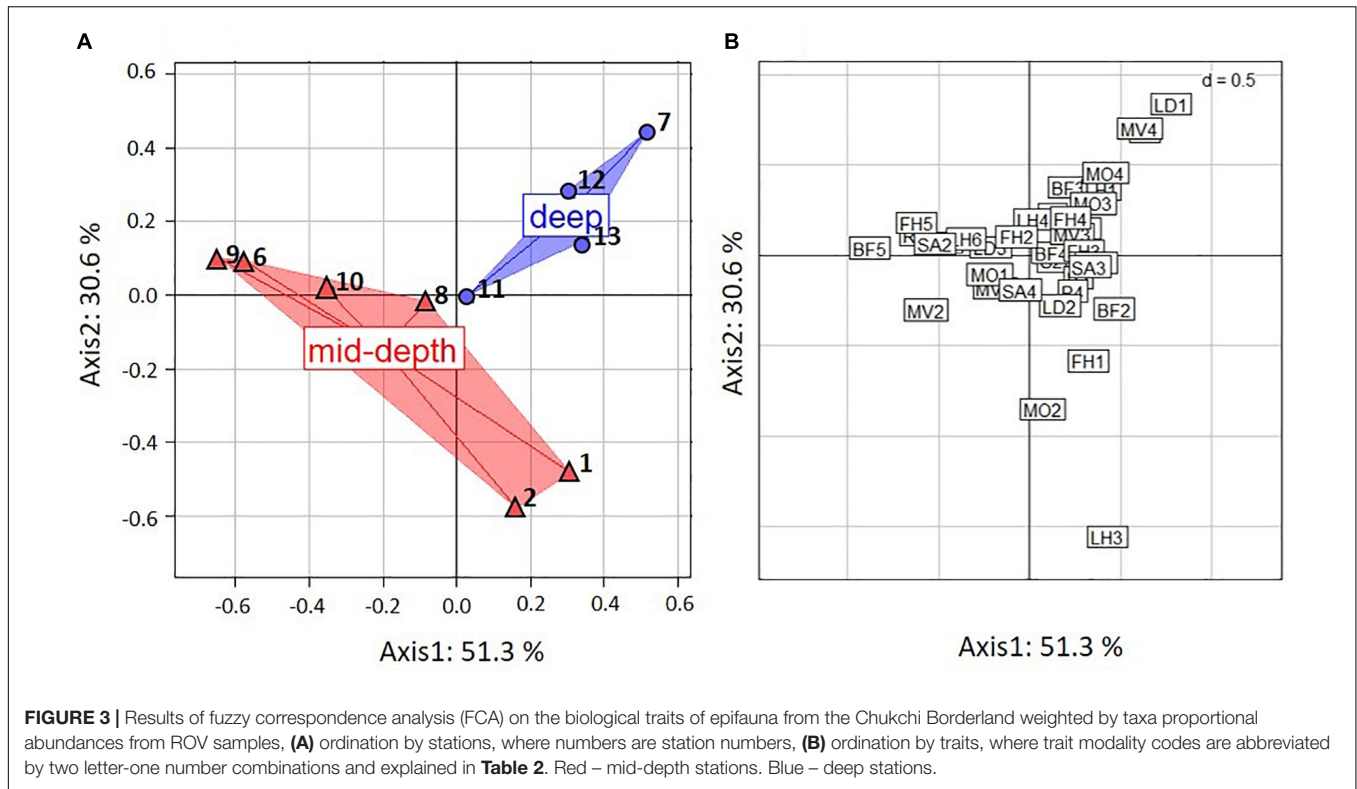 A
B
0.6
0.4
0.2
0.0
-0.2
-0.4
-0.6
Axis2: 30.6 %
7
12
deep
13
11
9
6
10
8
mid-depth
1
2
-0.6
-0.4
-0.2
0.0
0.2
0.4
0.6
Axis1: 51.3 %
d = 0.5
LD1
MV4
MO4
MO3
LH4
FH4
FH5
SA2
FH2
BF5
BF4
SA3
MO1
SA4
MV2
LD2
BF2
FH1
MO2
LH3
Axis2: 30.6 %
Axis1: 51.3 %
FIGURE 3 | Results of fuzzy correspondence analysis (FCA) on the biological traits of epifauna from the Chukchi Borderland weighted by taxa proportional
abundances from ROV samples, (A) ordination by stations, where numbers are station numbers, (B) ordination by traits, where trait modality codes are abbreviated
by two letter-one number combinations and explained in Table 2. Red – mid-depth stations. Blue – deep stations.